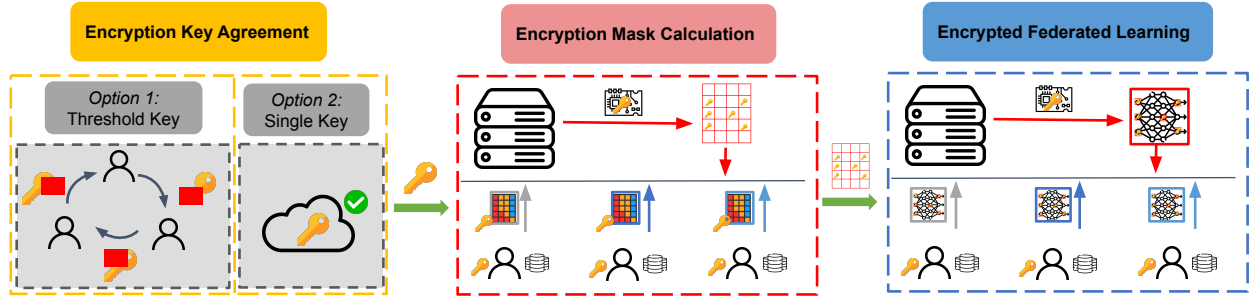 Encryption Key Agreement
Encryption Mask Calculation
Encrypted Federated Learning
Option 1:
Threshold Key
Option 2:
Single Key